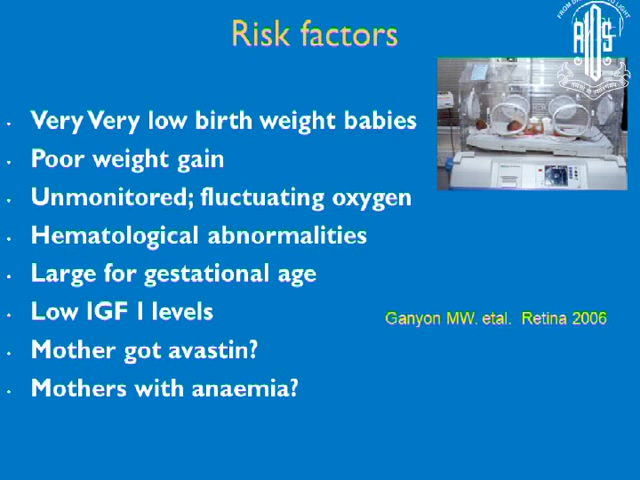 Risk factors
Very Very low birth weight babies
Poor weight gain
Unmonitored; fluctuating oxygen
Hematological abnormalities
Large for gestational age
Low IGF I levels
Ganyon MW. etal. Retina 2006
Mother got avastin?
Mothers with anaemia?